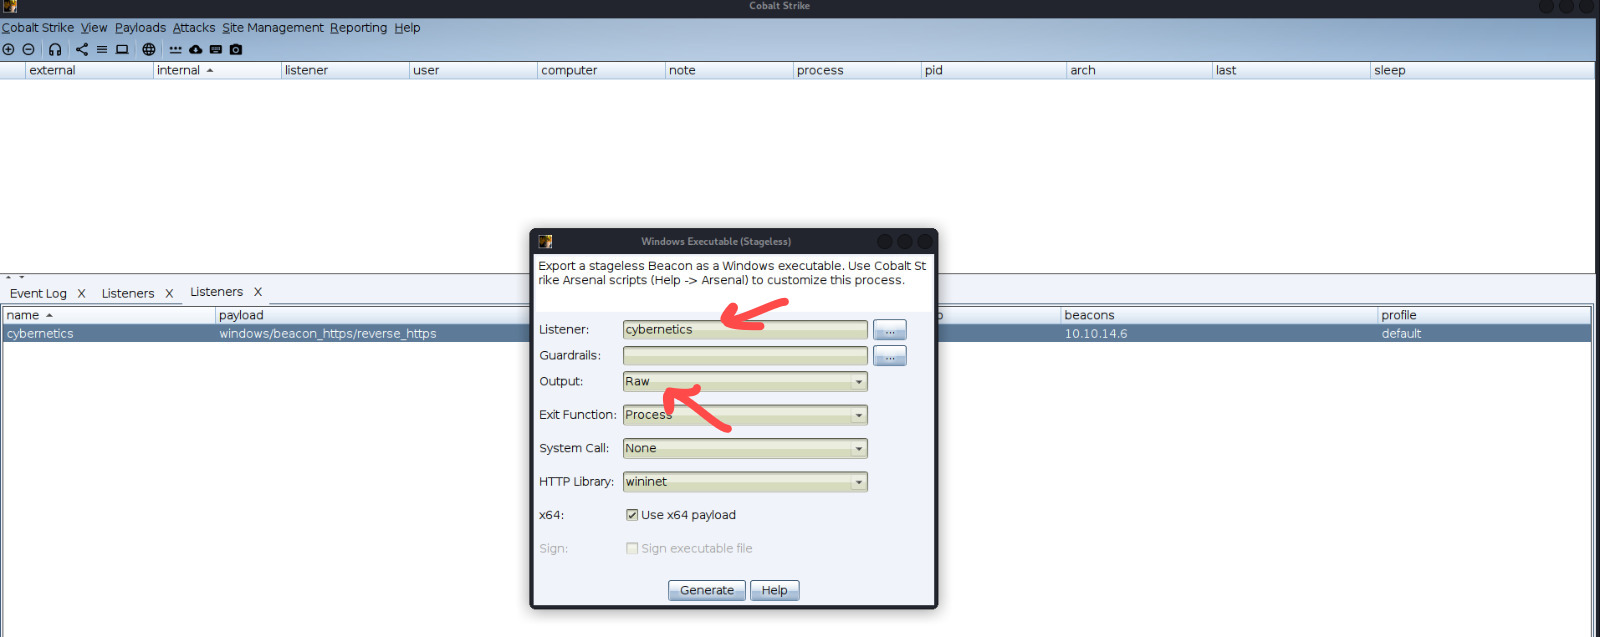 Cobalt Strike
Cobalt Strike View Payloads Attacks Site Management Reporting Help
external internal listener user computer note process pid arch last sleep
Event Log X Listeners X Listeners X
name payload beacons profile
cybernetics windows/beacon_https/reverse_https 10.10.14.6 default
Windows Executable (Stageless)
Export a stageless Beacon as a Windows executable. Use Cobalt St
rike Arsenal scripts (Help -> Arsenal) to customize this process.
Listener: cybernetics ...
Guardrails: ...
Output: Raw
Exit Function: Process
System Call: None
HTTP Library: wininet
x64: Use x64 payload
Sign: Sign executable file
Generate Help